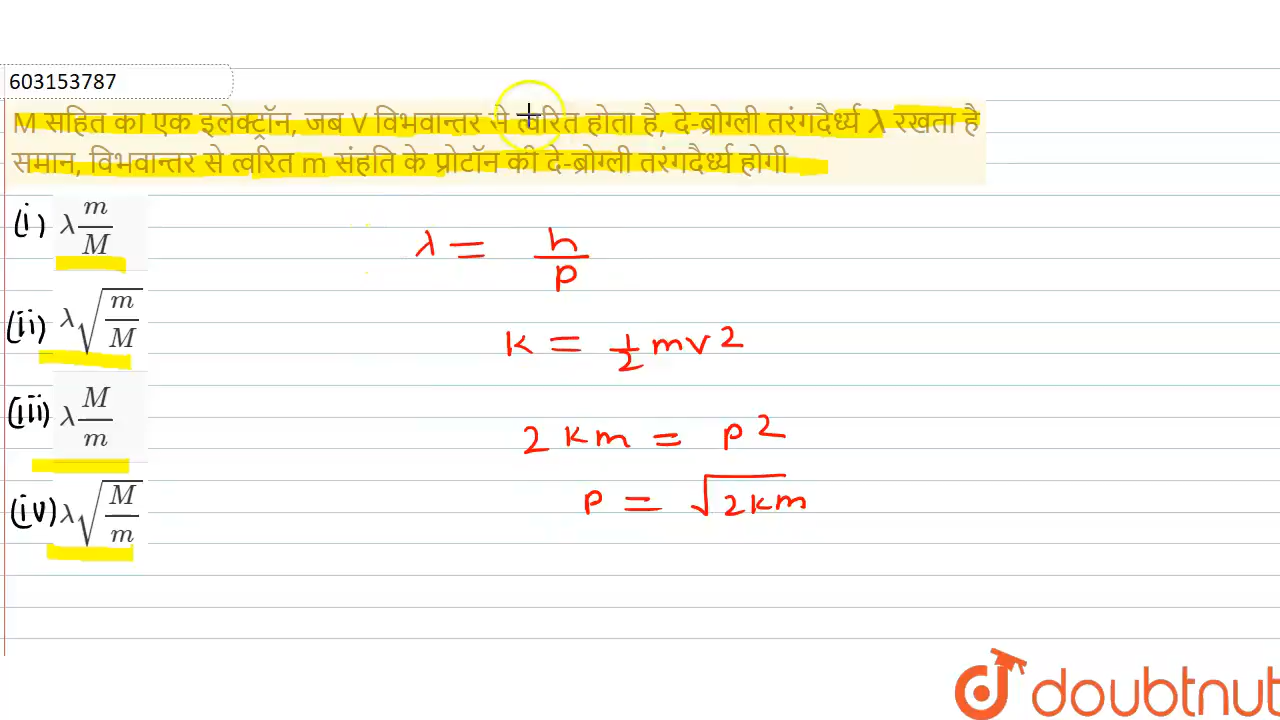 603153787
M सहित का एक इलेक्ट्रॉन, जब V विभवान्तर से त्वरित होता है, दे-ब्रोग्ली तरंगदैर्ध्य λ रखता है
समान, विभवान्तर से त्वरित m संहति के प्रोटॉन की दे-ब्रोग्ली तरंगदैर्ध्य होगी
(i) λ m/M
(ii) λ√(m/M)
(iii) λ M/m
(iv) λ√(M/m)
λ = h/p
k = 1/2 mv2
2km = p2
p = √2km
doubtnut